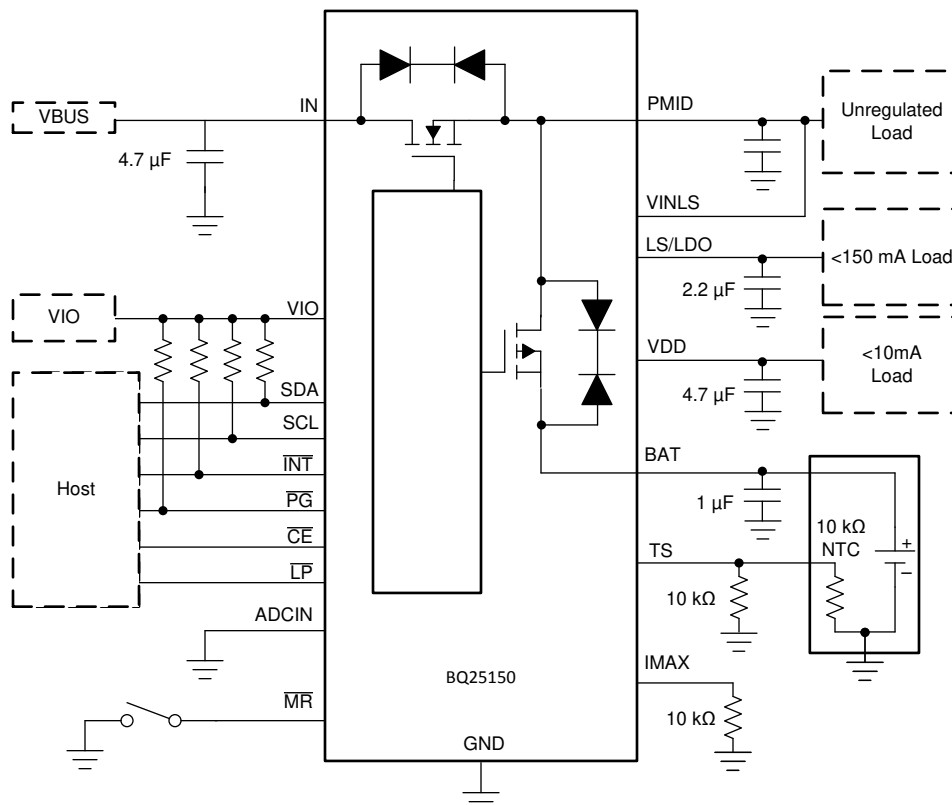 VBUS
4.7 µF
IN
PMID
Unregulated
Load
VINLS
LS/LDO
<150 mA Load
2.2 µF
VIO
VIO
VDD
<10mA
Load
4.7 µF
Host
SDA
SCL
INT
PG
CE
LP
BAT
1 µF
10 kΩ
NTC
+
−
TS
10 kΩ
ADCIN
MR
BQ25150
IMAX
10 kΩ
GND